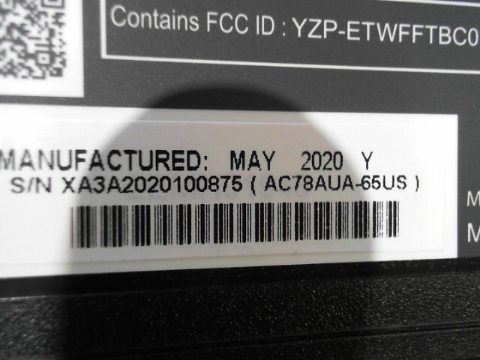 Contains FCC ID : YZP-ETWFFTBC0
MANUFACTURED: MAY 2020 Y
S/N XA3A2020100875 ( AC78AUA-65US )
M
M